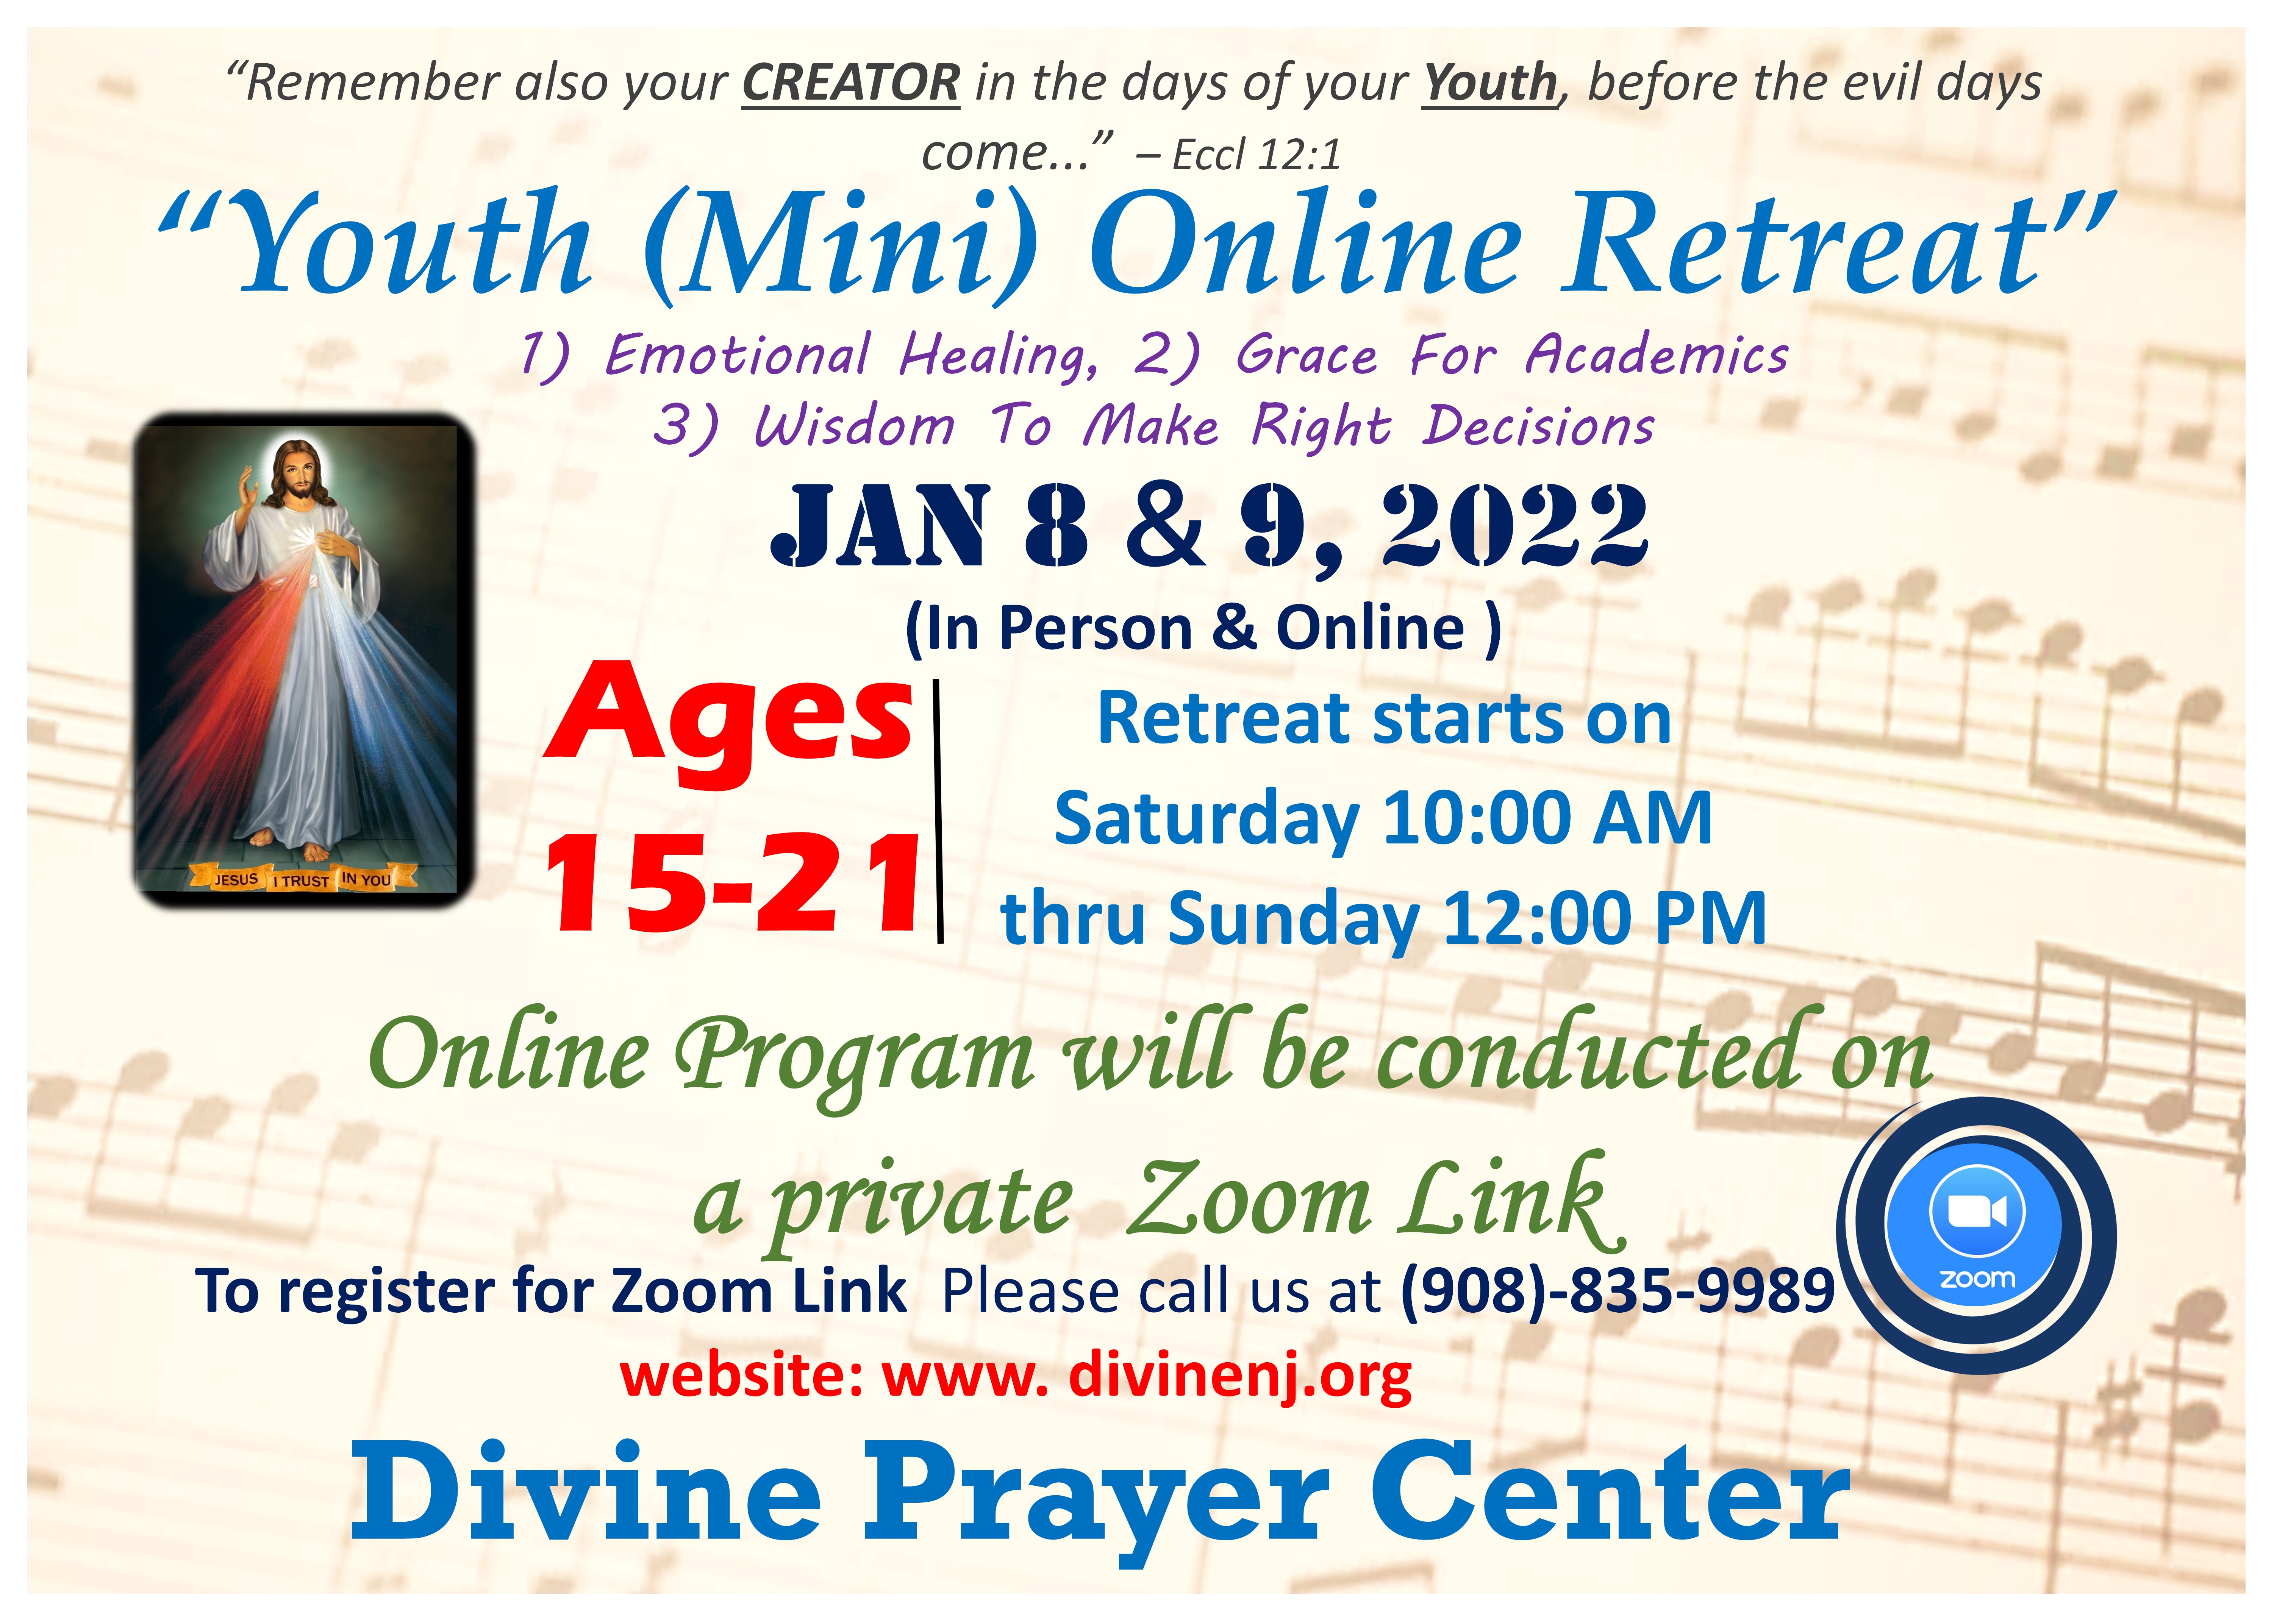 “Remember also your CREATOR in the days of your Youth, before the evil days
come...” – Eccl 12:1
“Youth (Mini) Online Retreat”
1) Emotional Healing, 2) Grace For Academics
3) Wisdom To Make Right Decisions
JAN 8 & 9, 2022
(In Person & Online )
Ages
15-21
Retreat starts on
Saturday 10:00 AM
thru Sunday 12:00 PM
JESUS I TRUST IN YOU
Online Program will be conducted on
a private Zoom Link
zoom
To register for Zoom Link Please call us at (908)-835-9989
website: www. divinenj.org
Divine Prayer Center